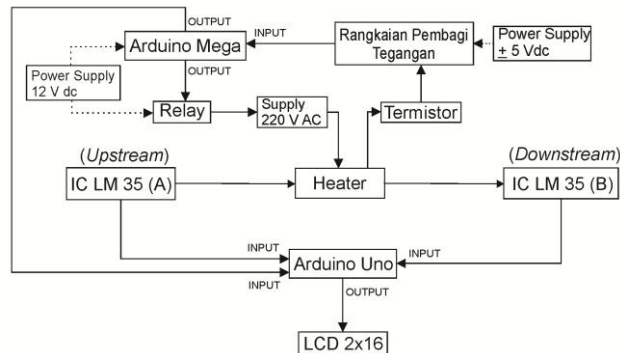 OUTPUT
INPUT
Arduino Mega
Rangkaian Pembagi
Tegangan
Power Supply
± 5 Vdc
OUTPUT
Power Supply
12 V dc
Relay
Supply
220 V AC
Termistor
(Upstream)
(Downstream)
IC LM 35 (A)
Heater
IC LM 35 (B)
INPUT
INPUT
Arduino Uno
INPUT
OUTPUT
LCD 2x16